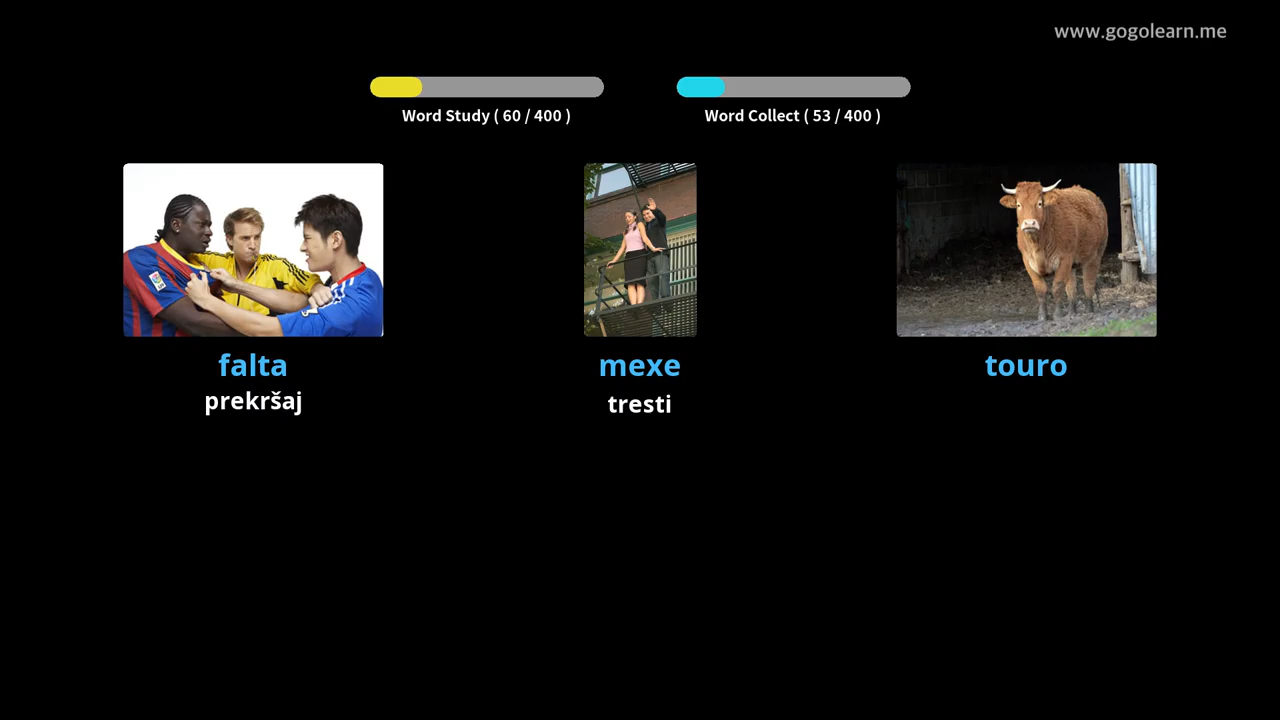 www.gogolearn.me
Word Study ( 60 / 400 )
Word Collect ( 53 / 400 )
falta
mexe
touro
prekršaj
tresti